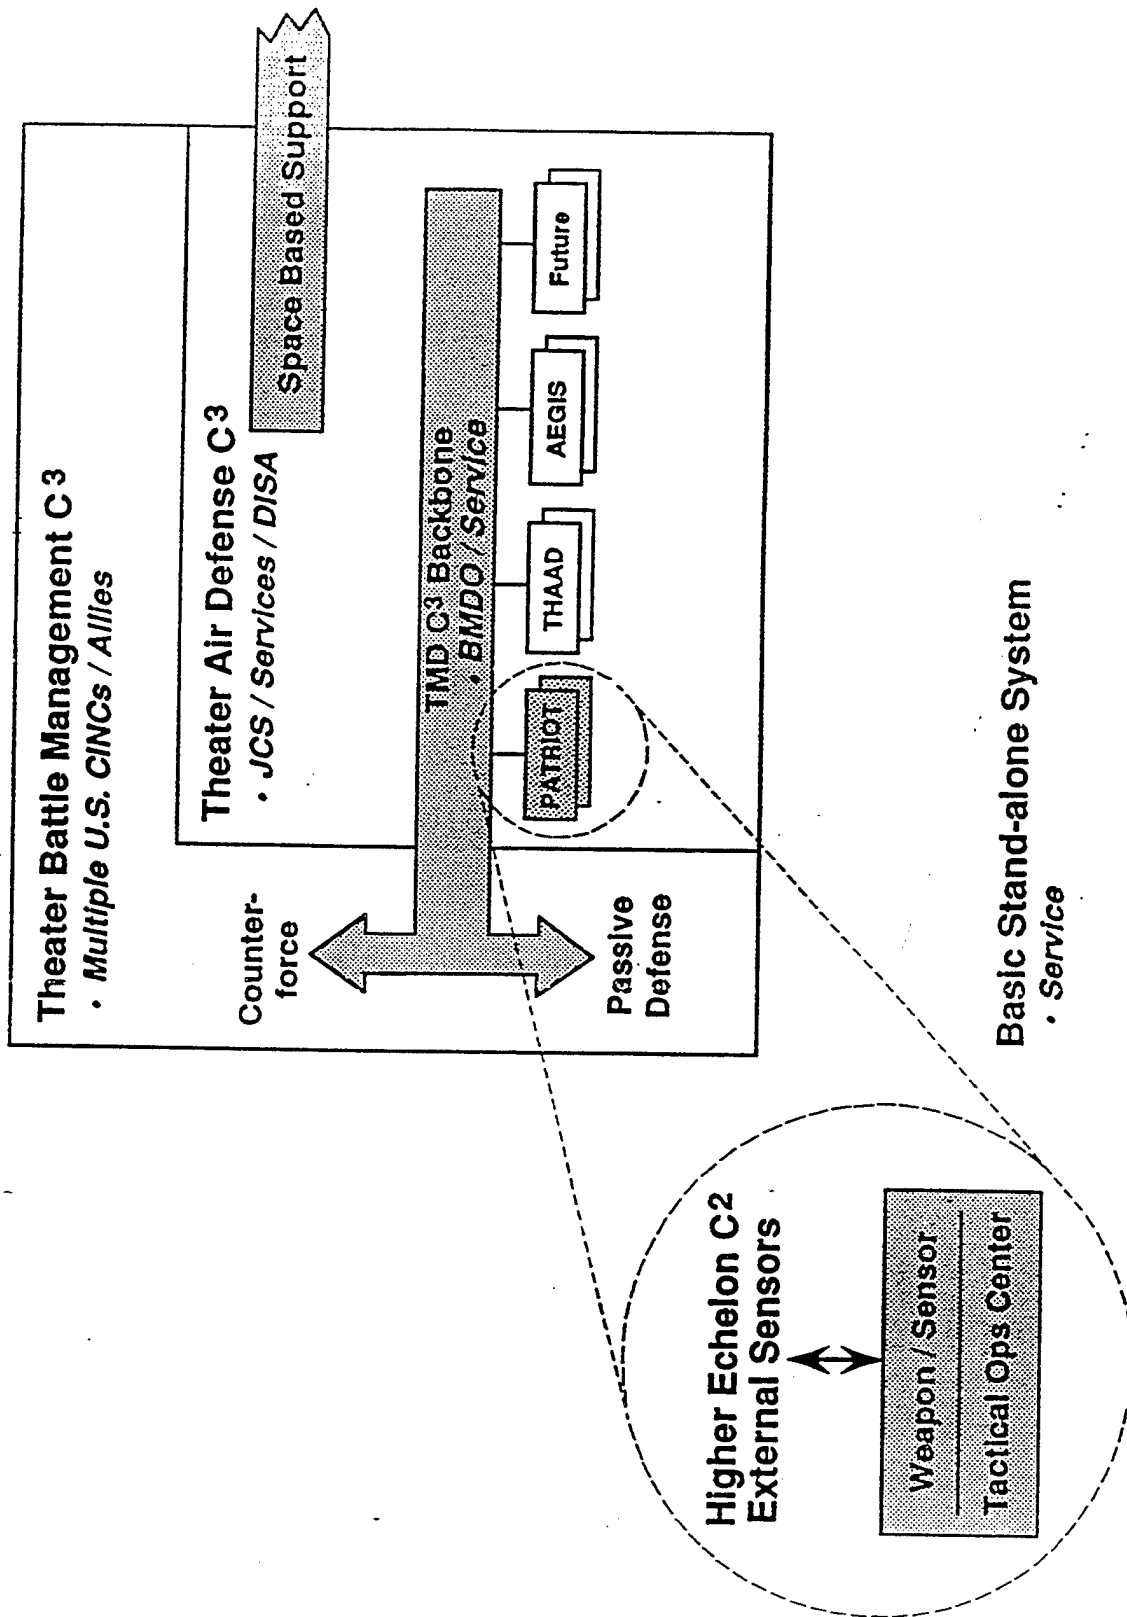 Theater Battle Management C³
• Multiple U.S. CINCs / Allies
Theater Air Defense C³
• JCS / Services / DISA
Space Based Support
Counter-
force
TMD C³ Backbone
• BMDO / Service
PATRIOT
THAAD
AEGIS
Future
Passive
Defense
Higher Echelon C2
External Sensors
Weapon / Sensor
Tactical Ops Center
Basic Stand-alone System
• Service